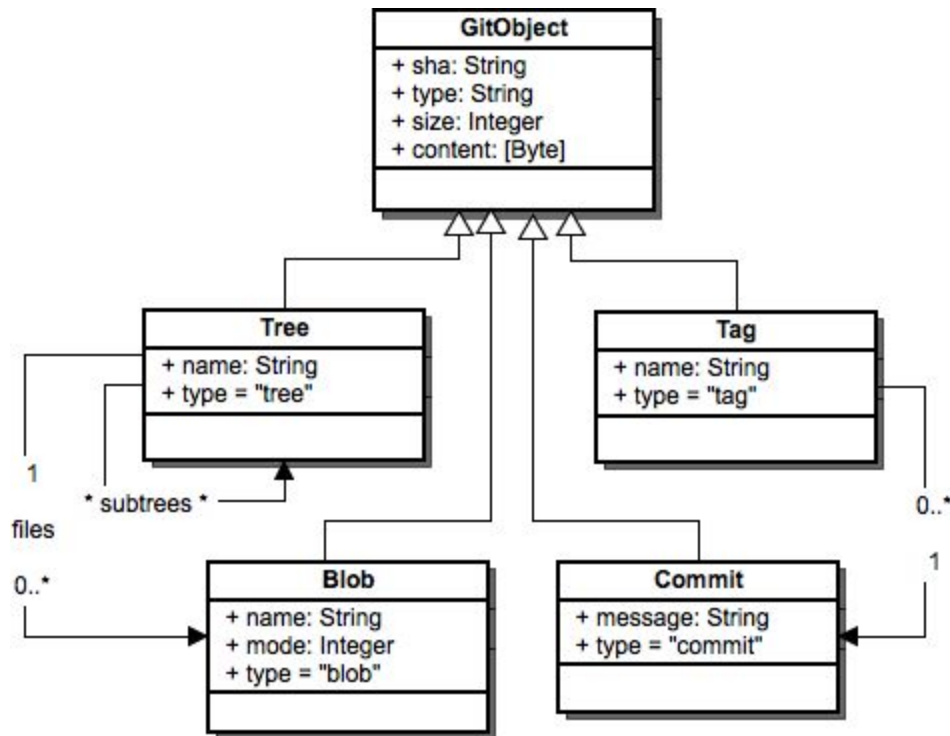 GitObject
+ sha: String
+ type: String
+ size: Integer
+ content: [Byte]
Tree
+ name: String
+ type = "tree"
Tag
+ name: String
+ type = "tag"
1
* subtrees *
files
0..*
0..*
1
Blob
+ name: String
+ mode: Integer
+ type = "blob"
Commit
+ message: String
+ type = "commit"